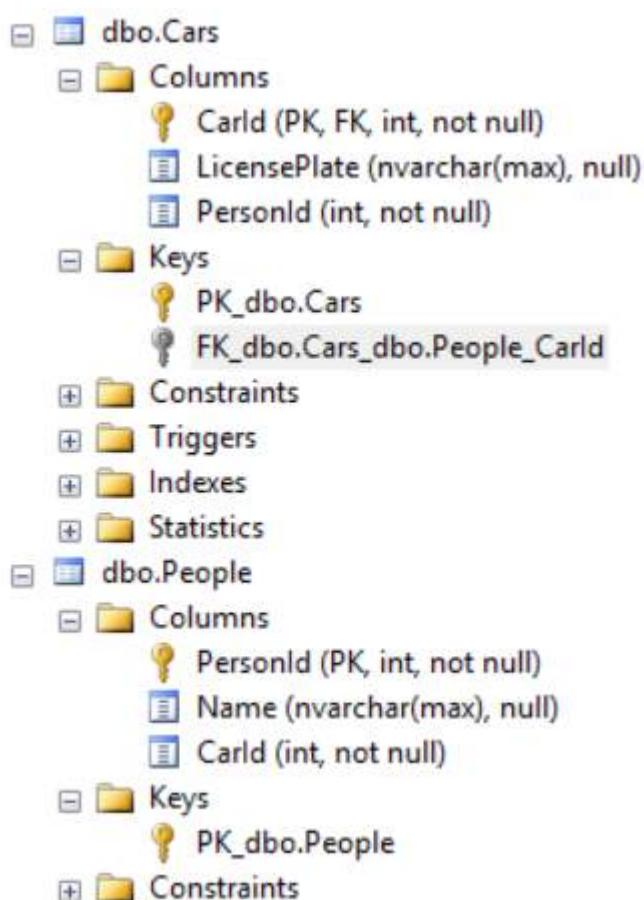 dbo.Cars
Columns
CarId (PK, FK, int, not null)
LicensePlate (nvarchar(max), null)
PersonId (int, not null)
Keys
PK_dbo.Cars
FK_dbo.Cars_dbo.People_CarId
Constraints
Triggers
Indexes
Statistics
dbo.People
Columns
PersonId (PK, int, not null)
Name (nvarchar(max), null)
CarId (int, not null)
Keys
PK_dbo.People
Constraints